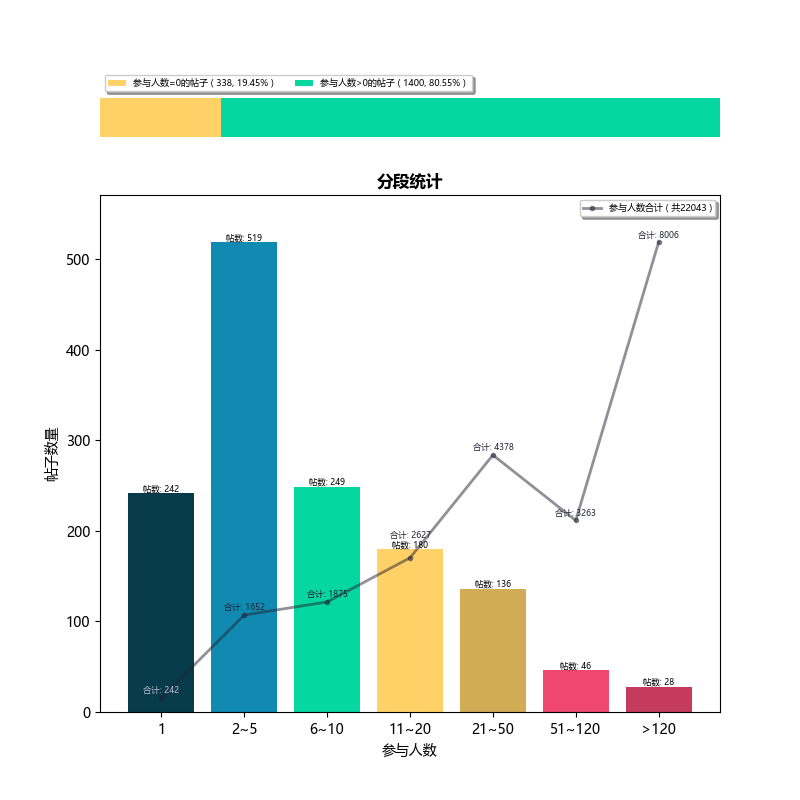 参与人数=0的帖子 ( 338, 19.45% )
参与人数>0的帖子 ( 1400, 80.55% )
分段统计
参与人数合计 ( 共22043 )
合计: 8006
帖数: 519
500
400
合计: 4378
帖子数量
300
帖数: 242
帖数: 249
合计: 3263
200
合计: 2627
帖数: 180
合计: 1652
合计: 1875
帖数: 136
100
合计: 242
帖数: 46
帖数: 28
0
1
2~5
6~10
11~20
21~50
51~120
>120
参与人数